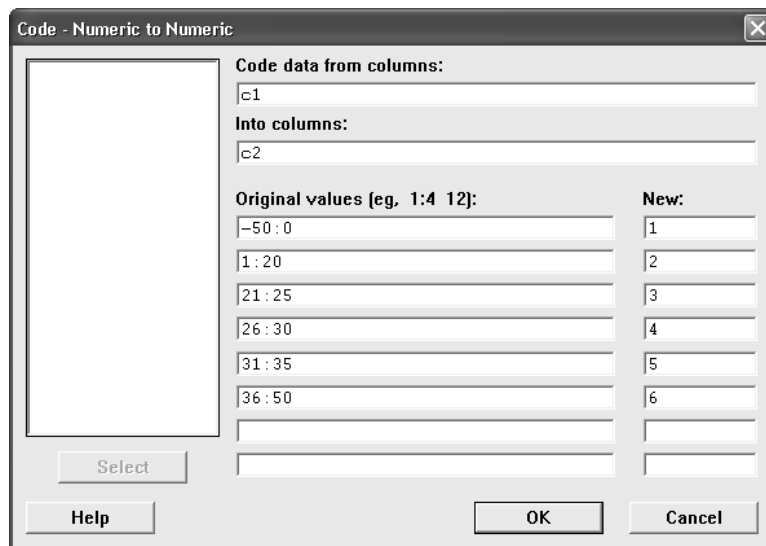 Code - Numeric to Numeric
Code data from columns:
c1
Into columns:
c2
Original values (eg, 1:4 12): New:
-50:0 1
1:20 2
21:25 3
26:30 4
31:35 5
36:50 6
Select
Help OK Cancel